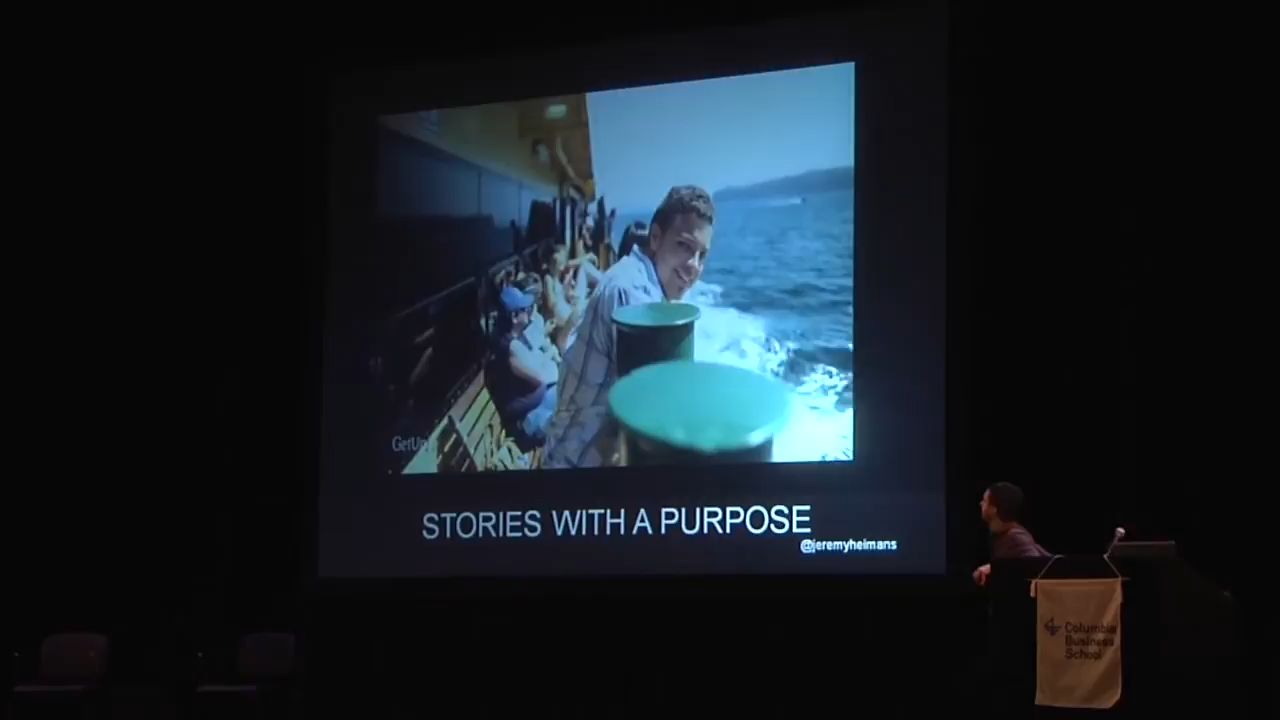 GetUp!
STORIES WITH A PURPOSE
@jeremyheimans
Columbia
Business
School